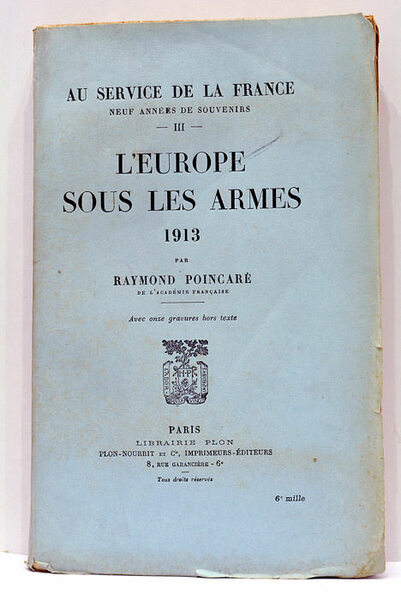 AU SERVICE DE LA FRANCE
NEUF ANNÉES DE SOUVENIRS
— III —
L'EUROPE
SOUS LES ARMES
1913
PAR
RAYMOND POINCARÉ
DE L'ACADÉMIE FRANÇAISE
Avec onze gravures hors texte
PARIS
LIBRAIRIE PLON
PLON-NOURRIT ET Cie, IMPRIMEURS-ÉDITEURS
8, RUE GARANCIÈRE - 6e
Tous droits réservés
6e mille